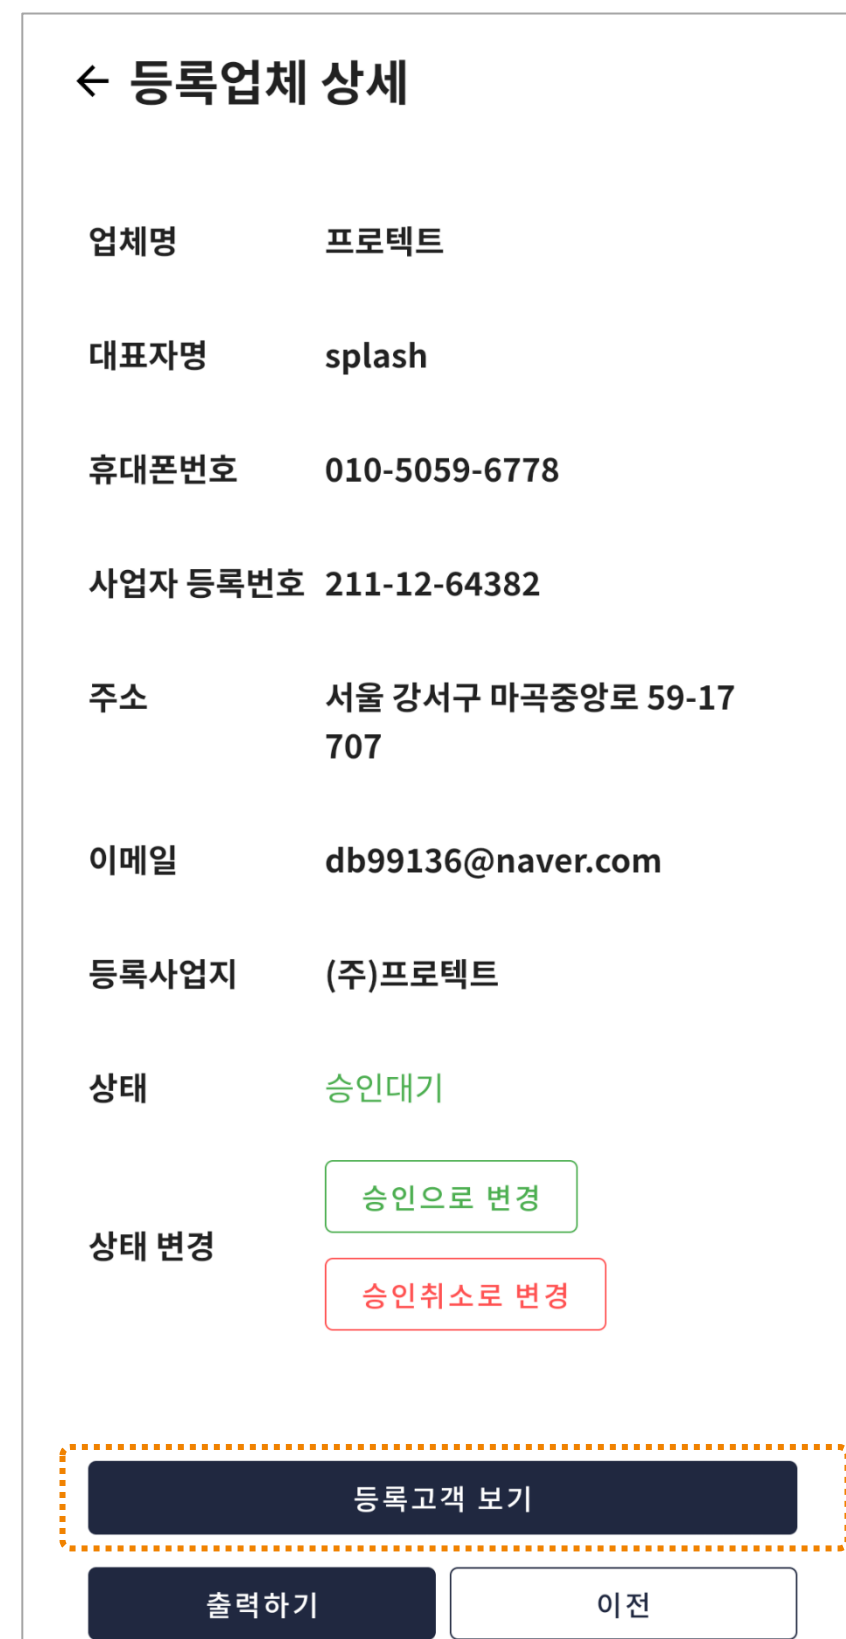 ← 등록업체 상세
업체명 프로텍트
대표자명 splash
휴대폰번호 010-5059-6778
사업자 등록번호 211-12-64382
주소 서울 강서구 마곡중앙로 59-17
707
이메일 db99136@naver.com
등록사업지 (주)프로텍트
상태 승인대기
승인으로 변경
상태 변경
승인취소로 변경
등록고객 보기
출력하기 이전